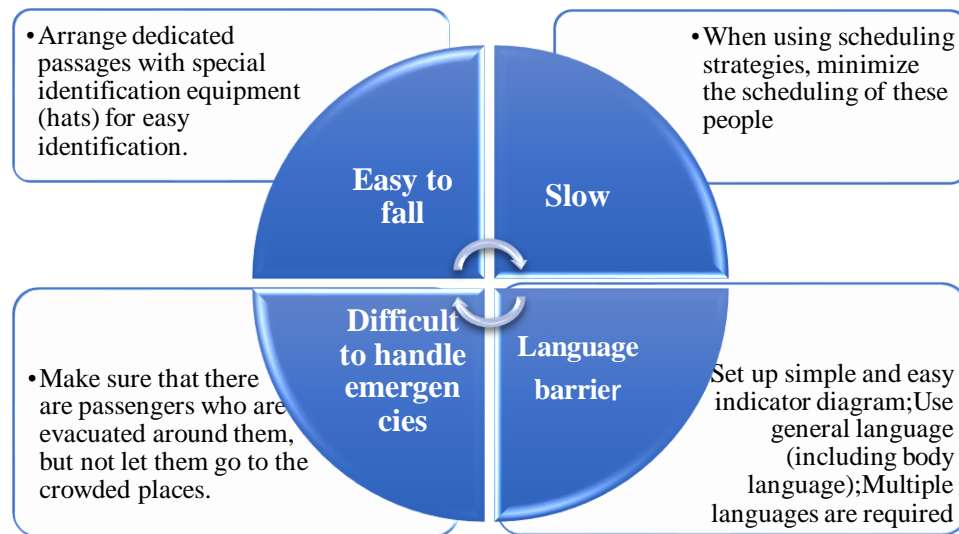 •Arrange dedicated
passages with special
identification equipment
(hats) for easy
identification.
•When using scheduling
strategies, minimize
the scheduling of these
people
Easy to
fall
Slow
Difficult
to handle
emergen
cies
Language
barrier
•Make sure that there
are passengers who are
evacuated around them,
but not let them go to the
crowded places.
Set up simple and easy
indicator diagram;Use
general language
(including body
language);Multiple
languages are required